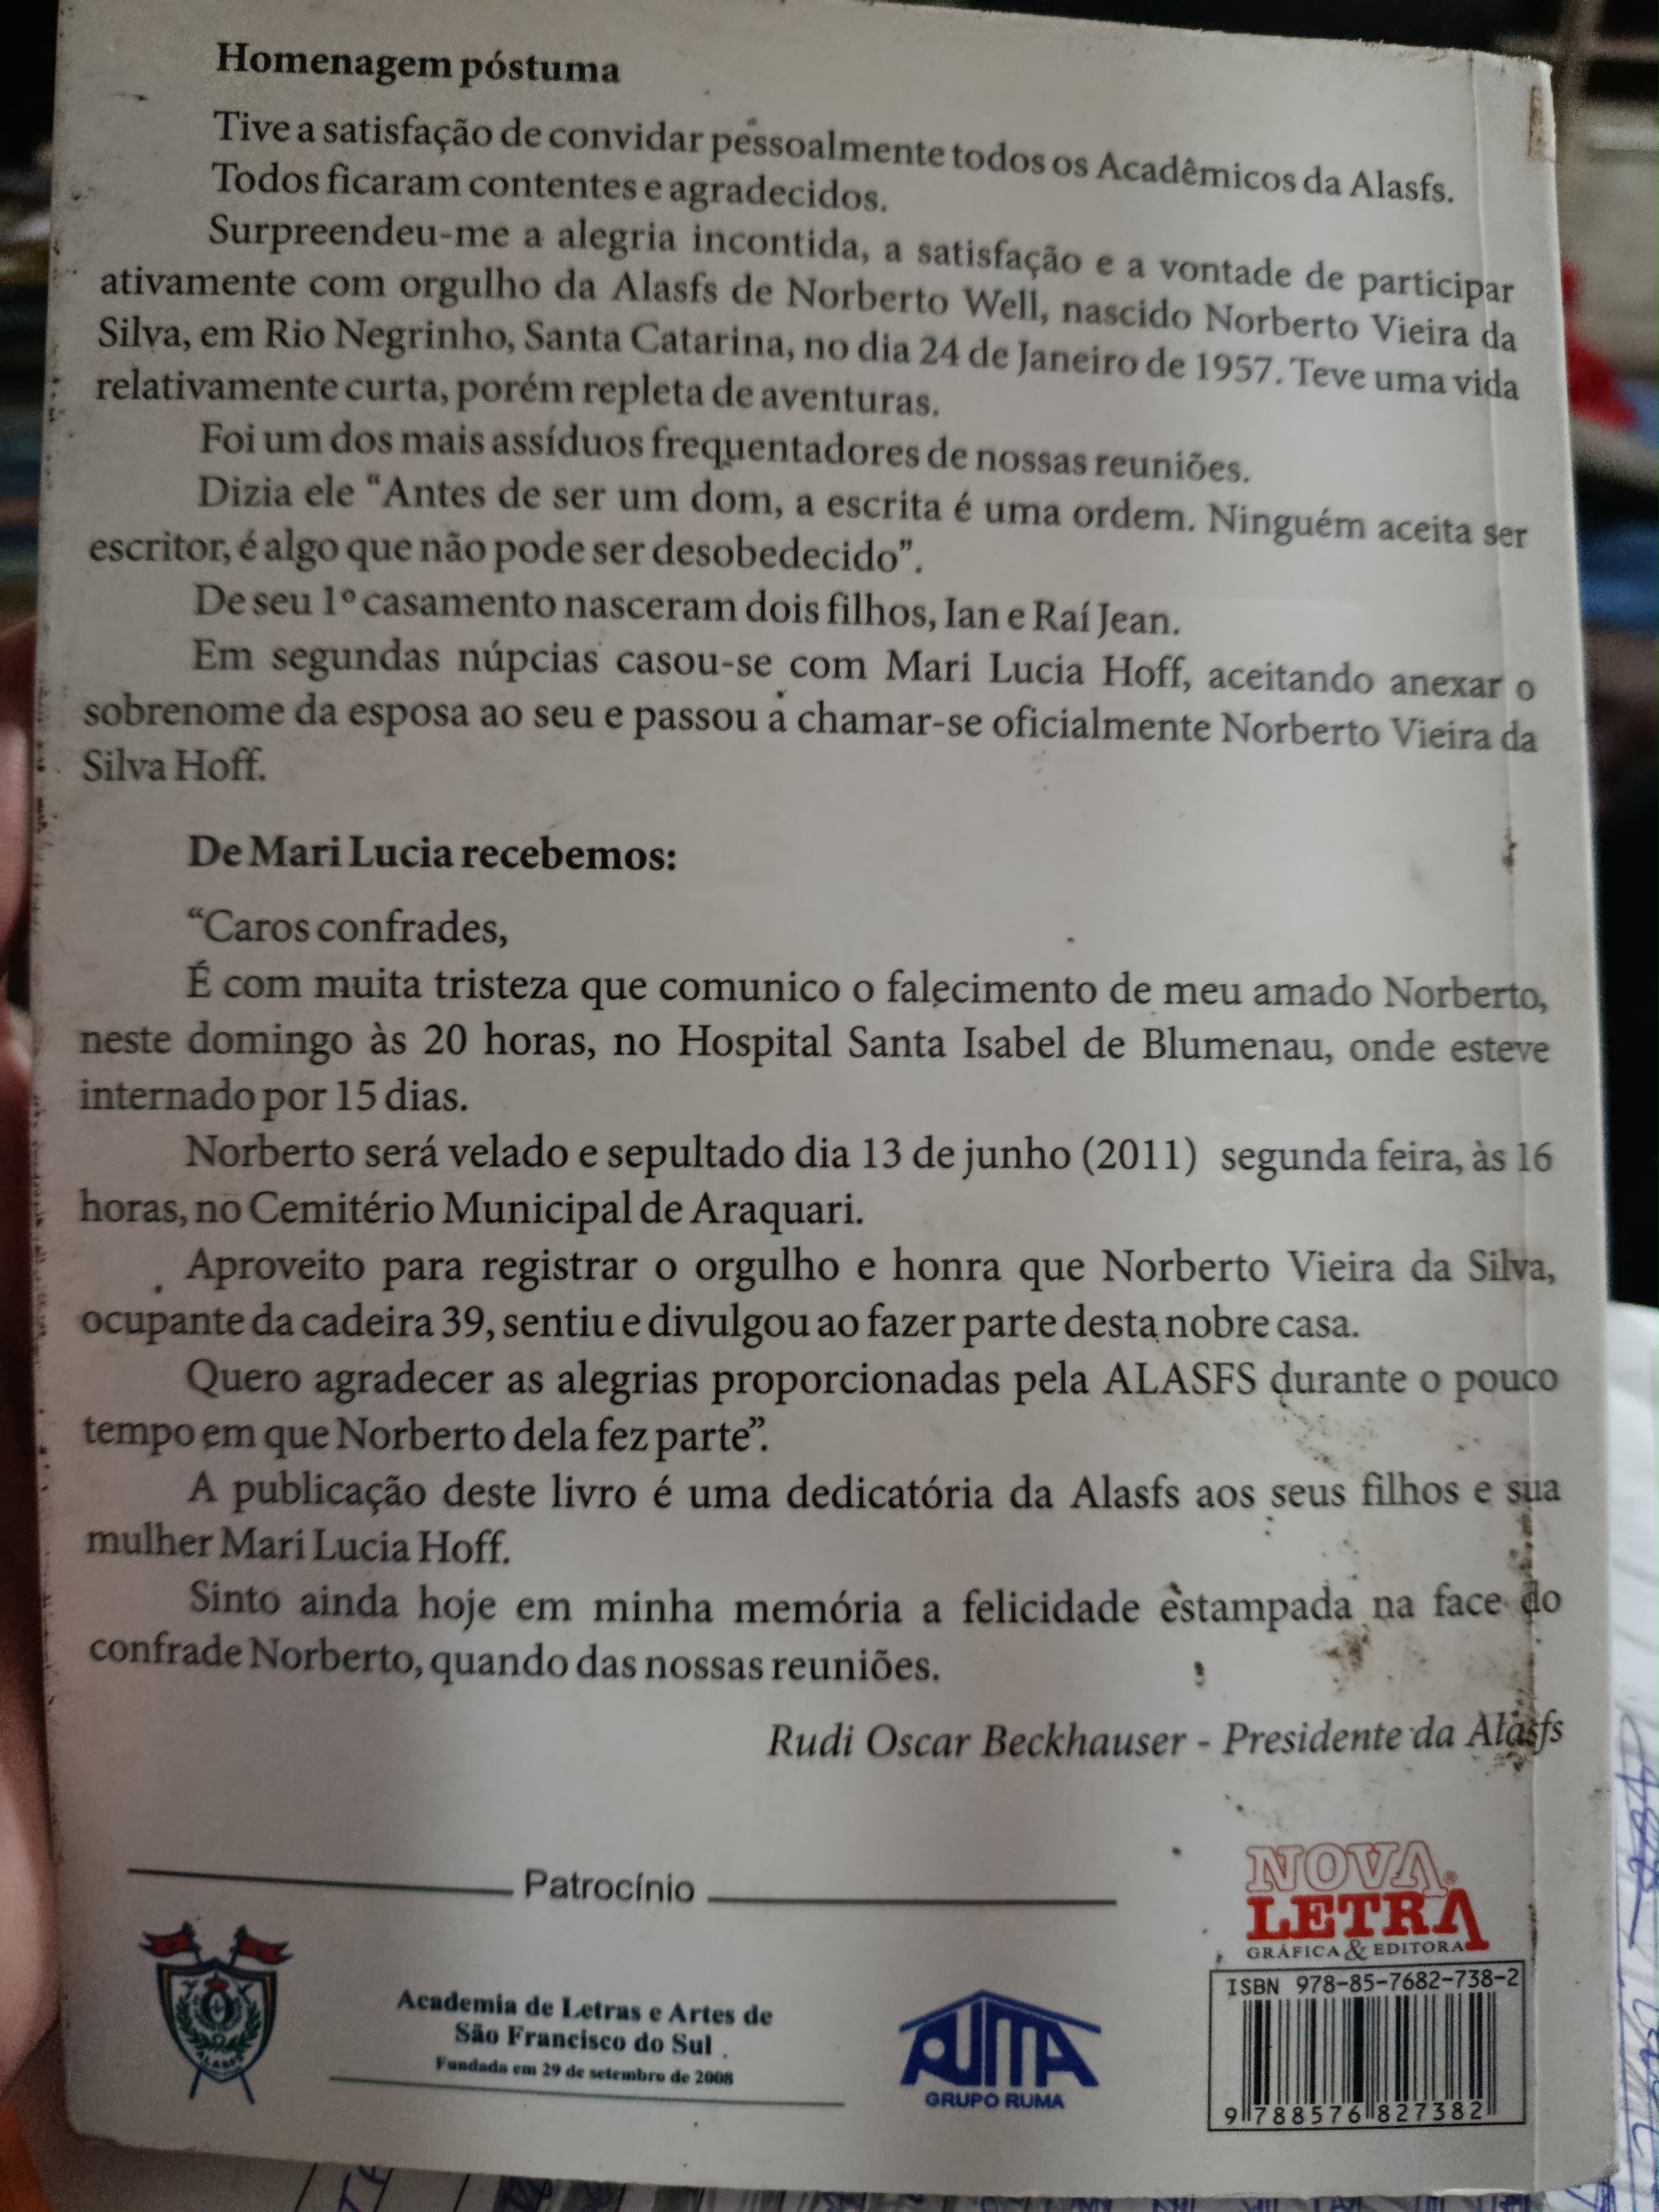 Homenagem póstuma
Tive a satisfação de convidar pessoalmente todos os Acadêmicos da Alasfs.
Todos ficaram contentes e agradecidos.
Surpreendeu-me a alegria incontida, a satisfação e a vontade de participar
ativamente com orgulho da Alasfs de Norberto Well, nascido Norberto Vieira da
Silva, em Rio Negrinho, Santa Catarina, no dia 24 de Janeiro de 1957. Teve uma vida
relativamente curta, porém repleta de aventuras.
Foi um dos mais assíduos frequentadores de nossas reuniões.
Dizia ele "Antes de ser um dom, a escrita é uma ordem. Ninguém aceita ser
escritor, é algo que não pode ser desobedecido".
De seu 1º casamento nasceram dois filhos, Ian e Raí Jean.
Em segundas núpcias casou-se com Mari Lucia Hoff, aceitando anexar o
sobrenome da esposa ao seu e passou a chamar-se oficialmente Norberto Vieira da
Silva Hoff.
De Mari Lucia recebemos:
“Caros confrades,
É com muita tristeza que comunico o falecimento de meu amado Norberto,
neste domingo às 20 horas, no Hospital Santa Isabel de Blumenau, onde esteve
internado por 15 dias.
Norberto será velado e sepultado dia 13 de junho (2011) segunda feira, às 16
horas, no Cemitério Municipal de Araquari.
Aproveito para registrar o orgulho e honra que Norberto Vieira da Silva,
ocupante da cadeira 39, sentiu e divulgou ao fazer parte desta nobre casa.
Quero agradecer as alegrias proporcionadas pela ALASFS durante o pouco
tempo em que Norberto dela fez parte”.
A publicação deste livro é uma dedicatória da Alasfs aos seus filhos e sua
mulher Mari Lucia Hoff.
Sinto ainda hoje em minha memória a felicidade estampada na face do
confrade Norberto, quando das nossas reuniões.
Rudi Oscar Beckhauser - Presidente da Alasfs
Patrocínio
NOVA
LETRA
GRÁFICA & EDITORA
ALASFS
Academia de Letras e Artes de
São Francisco do Sul
Fundada em 29 de setembro de 2008
RUMA
GRUPO RUMA
ISBN 978-85-7682-738-2
9 788576 827382